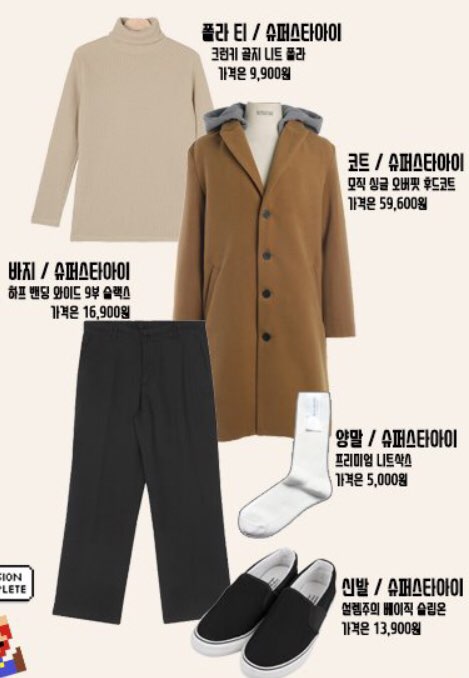 폴라 티 / 슈퍼스타아이
크런키 골지 니트 폴라
가격은 9,900원
코트 / 슈퍼스타아이
모직 싱글 오버핏 후드코트
가격은 59,600원
바지 / 슈퍼스타아이
하프 밴딩 와이드 9부 슬랙스
가격은 16,900원
양말 / 슈퍼스타아이
프리미엄 니트삭스
가격은 5,000원
신발 / 슈퍼스타아이
설렘주의 베이직 슬립온
가격은 13,900원
SION
PLETE